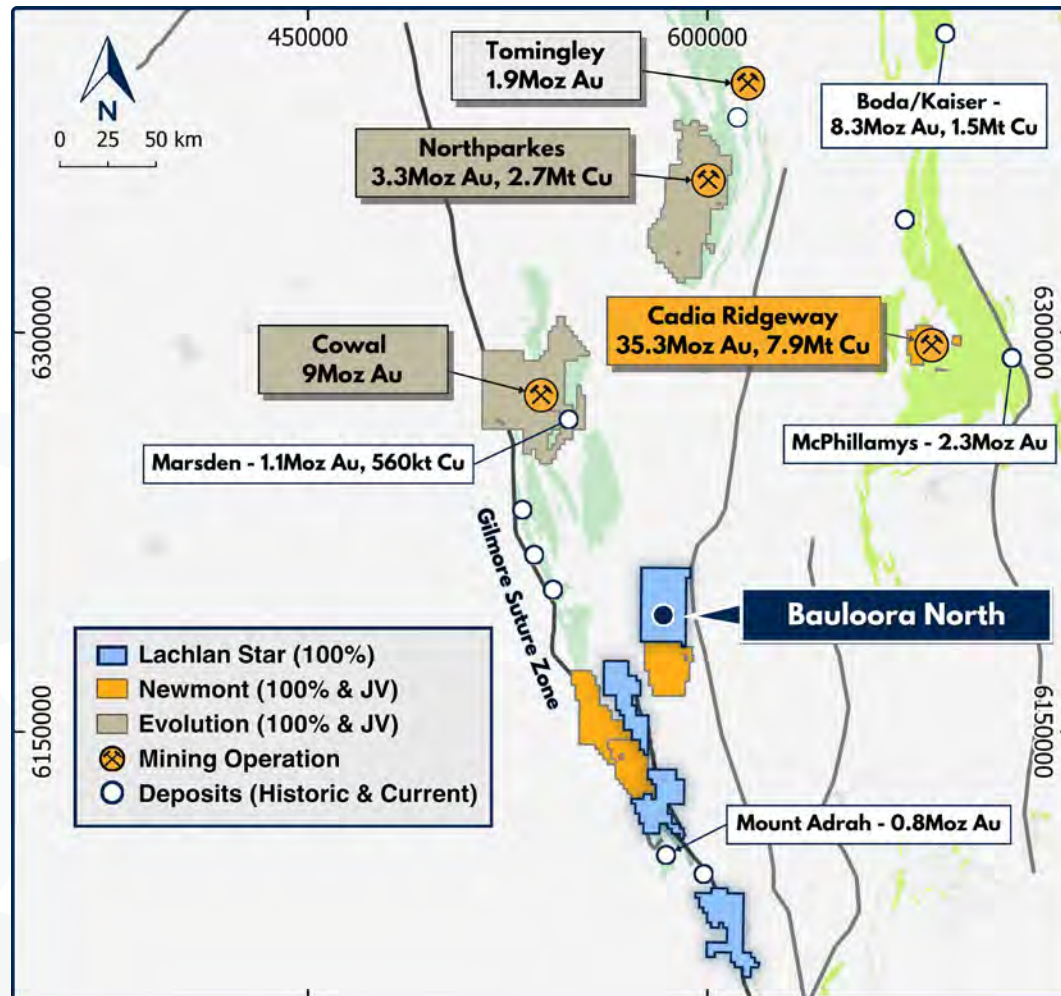 450000
600000
N
0 25 50 km
Tomingley
1.9Moz Au
Boda/Kaiser -
8.3Moz Au, 1.5Mt Cu
Northparkes
3.3Moz Au, 2.7Mt Cu
6300000
6300000
Cadia Ridgeway
35.3Moz Au, 7.9Mt Cu
Cowal
9Moz Au
McPhillamys - 2.3Moz Au
Marsden - 1.1Moz Au, 560kt Cu
Gilmore Suture Zone
Bauloora North
Lachlan Star (100%)
Newmont (100% & JV)
Evolution (100% & JV)
Mining Operation
Deposits (Historic & Current)
6150000
6150000
Mount Adrah - 0.8Moz Au